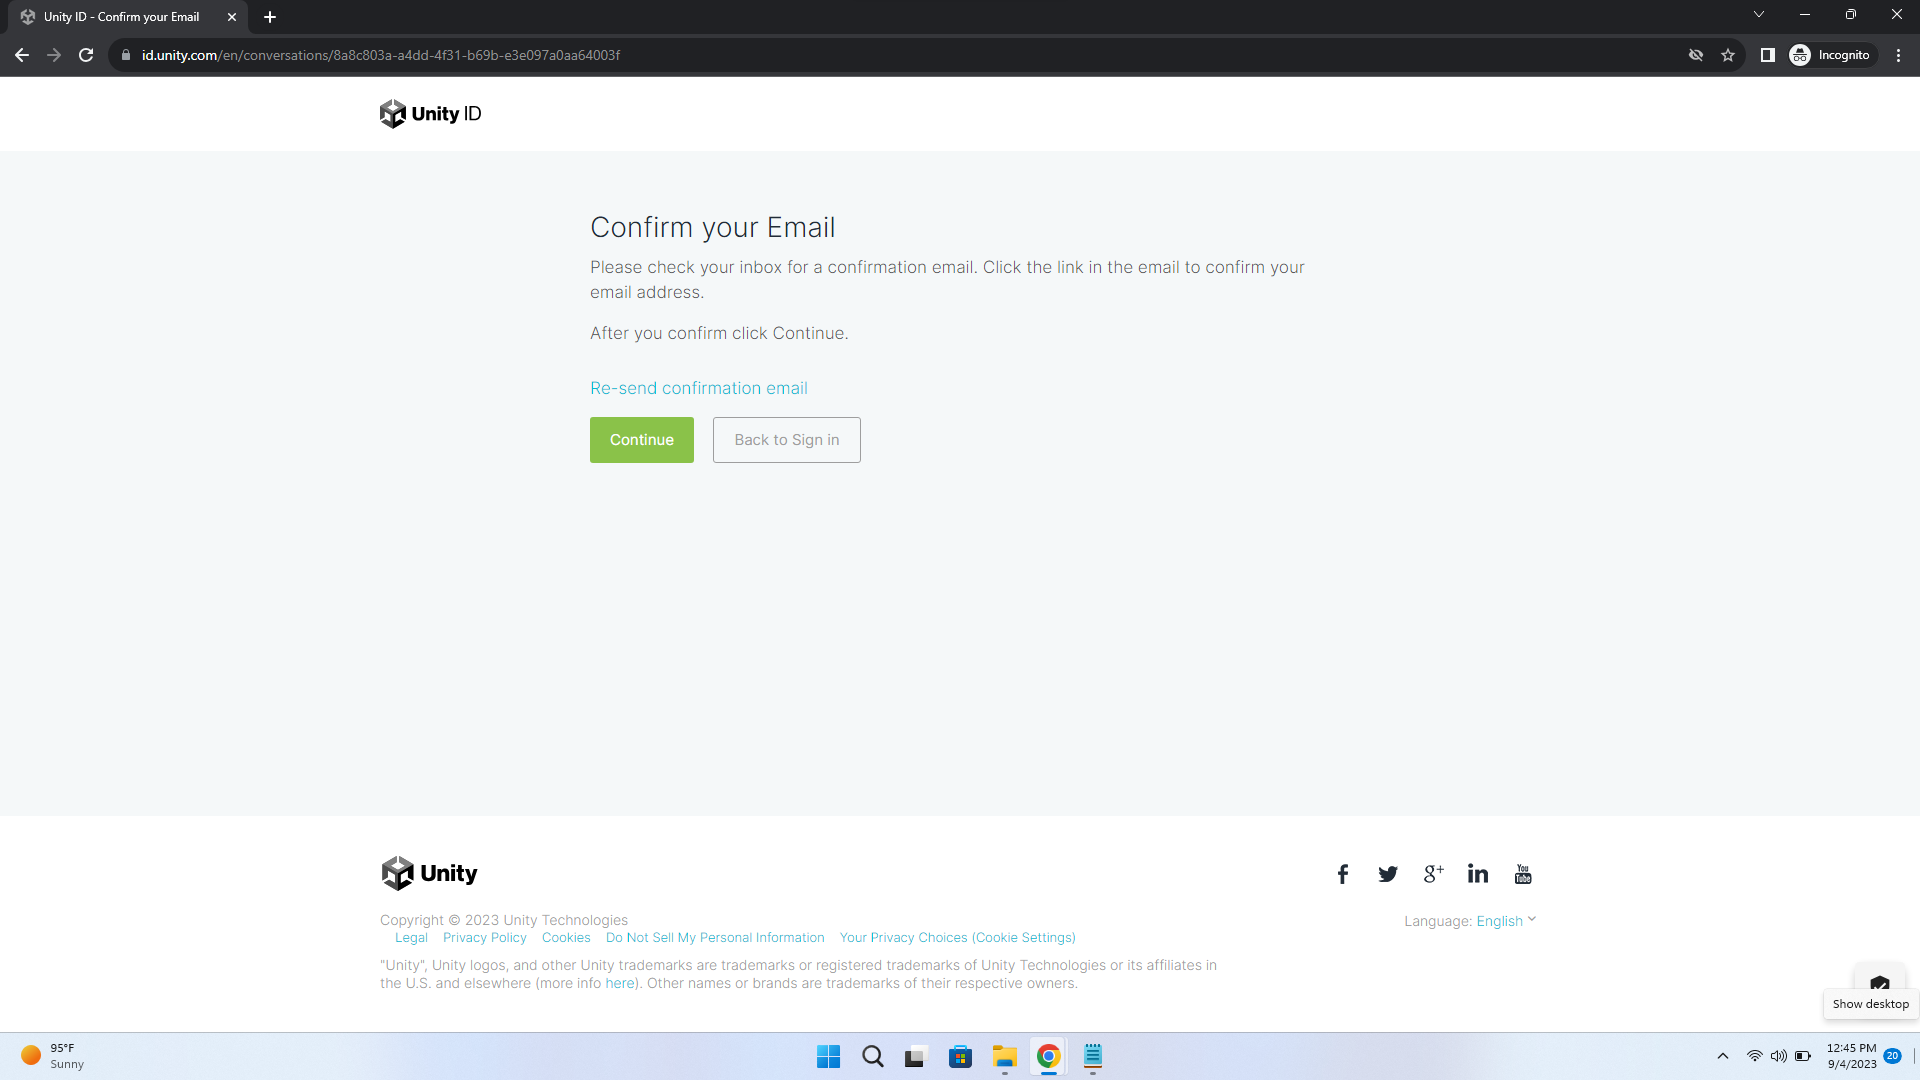 Unity ID - Confirm your Email
id.unity.com/en/conversations/8a8c803a-a4dd-4f31-b69b-e3e097a0aa64003f
Incognito
Unity ID
Confirm your Email
Please check your inbox for a confirmation email. Click the link in the email to confirm your
email address.
After you confirm click Continue.
Re-send confirmation email
Continue
Back to Sign in
Unity
f
g+
in
You
Tube
Copyright © 2023 Unity Technologies
Language: English
Legal Privacy Policy Cookies Do Not Sell My Personal Information Your Privacy Choices (Cookie Settings)
"Unity", Unity logos, and other Unity trademarks are trademarks or registered trademarks of Unity Technologies or its affiliates in
the U.S. and elsewhere (more info here). Other names or brands are trademarks of their respective owners.
Show desktop
95°F
Sunny
12:45 PM
9/4/2023
20